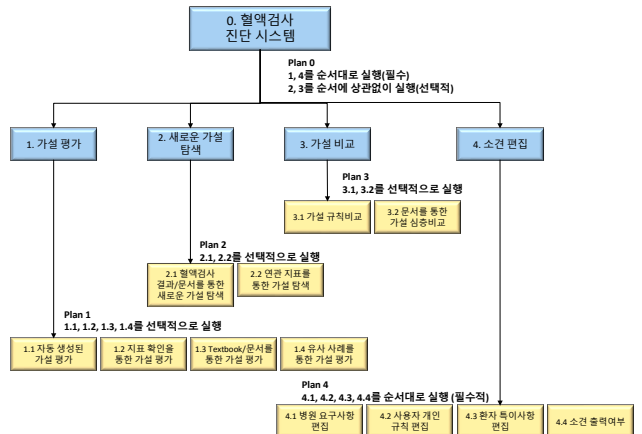 0. 혈액검사
진단 시스템
Plan 0
1, 4를 순서대로 실행(필수)
2, 3를 순서에 상관없이 실행(선택적)
1. 가설 평가
2. 새로운 가설
탐색
3. 가설 비교
4. 소견 편집
Plan 3
3.1, 3.2를 선택적으로 실행
3.1 가설 규칙비교
3.2 문서를 통한
가설 심층비교
Plan 2
2.1, 2.2를 선택적으로 실행
2.1 혈액검사
결과/문서를 통한
새로운 가설 탐색
2.2 연관 지표를
통한 가설 탐색
Plan 1
1.1, 1.2, 1.3, 1.4를 선택적으로 실행
1.1 자동 생성된
가설 평가
1.2 지표 확인을
통한 가설 평가
1.3 Textbook/문서를
통한 가설 평가
1.4 유사 사례를
통한 가설 평가
Plan 4
4.1, 4.2, 4.3, 4.4를 순서대로 실행 (필수적)
4.1 병원 요구사항
편집
4.2 사용자 개인
규칙 편집
4.3 환자 특이사항
편집
4.4 소견 출력여부